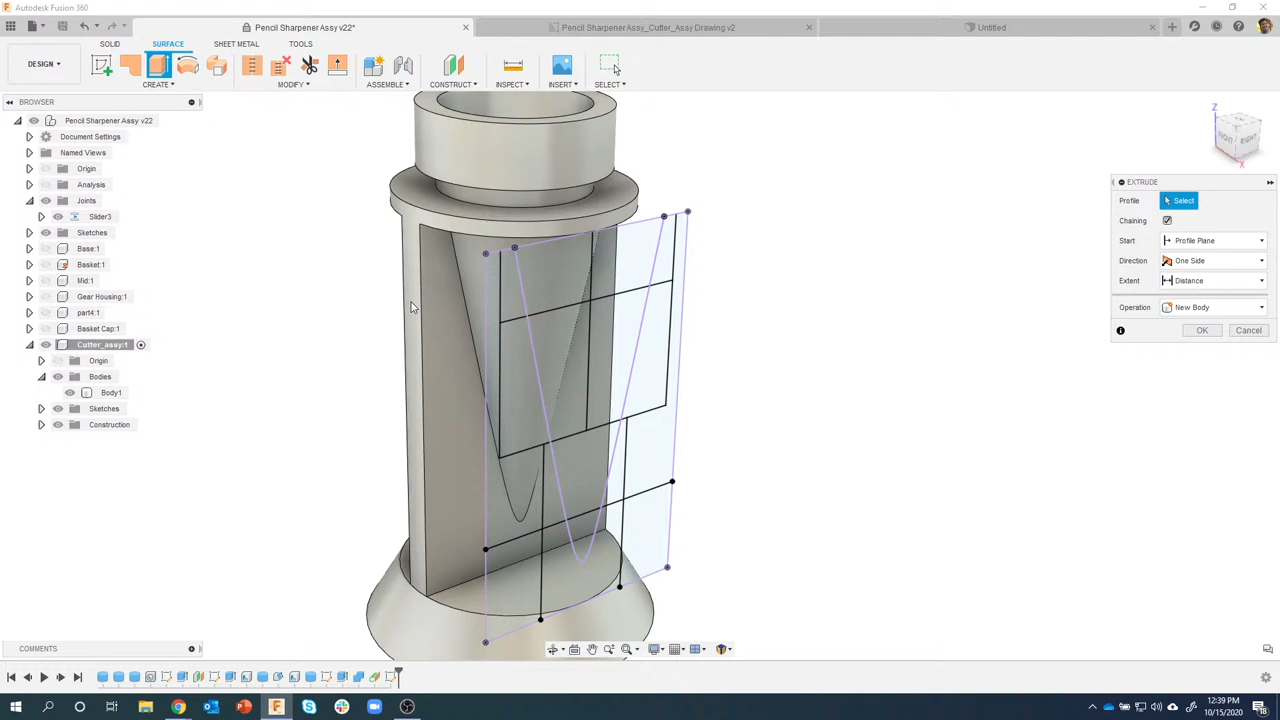 Autodesk Fusion 360
Pencil Sharpener Assy v22*
Pencil Sharpener Assy_Cutter_Assy Drawing v2
Untitled
SOLID
SURFACE
SHEET METAL
TOOLS
DESIGN
CREATE
MODIFY
ASSEMBLE
CONSTRUCT
INSPECT
INSERT
SELECT
BROWSER
Pencil Sharpener Assy v22
Document Settings
Named Views
Origin
Analysis
Joints
Slider3
Sketches
Base:1
Basket:1
Mid:1
Gear Housing:1
part4:1
Basket Cap:1
Cutter_assy:1
Origin
Bodies
Body1
Sketches
Construction
Z
FRONT
RIGHT
X
EXTRUDE
Profile
Select
Chaining
Start
Profile Plane
Direction
One Side
Extent
Distance
Operation
New Body
OK
Cancel
COMMENTS
12:39 PM
10/15/2020
18